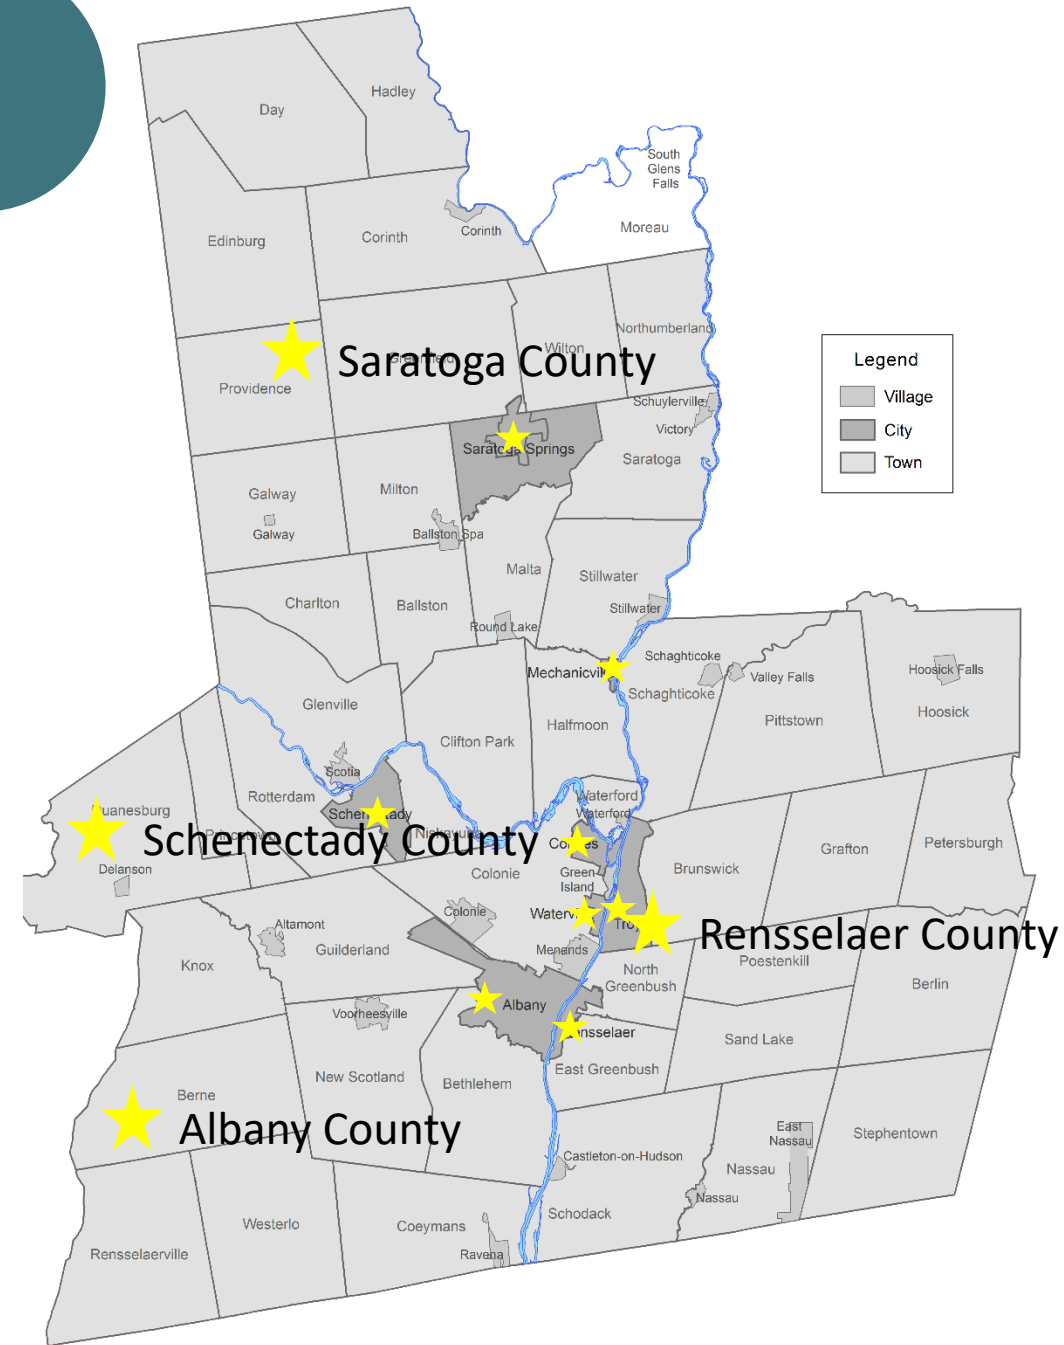 Hadley
Day
South
Glens
Falls
Moreau
Corinth
Edinburg
Corinth
Northumberland
Wilton
Saratoga County
Providence
Schuylerville
Victory
Saratoga Springs
Saratoga
Milton
Galway
Galway
Ballston Spa
Malta
Stillwater
Charlton
Ballston
Stillwater
Round Lake
Schaghticoke
Mechanicvill
Valley Falls
Hoosick Falls
Schaghticoke
Glenville
Hoosick
Pittstown
Halfmoon
Clifton Park
Scotia
Rotterdam
Waterford
Waterford
Schenectady County
Grafton
Petersburgh
Brunswick
Delanson
Colonie
Green
Island
Colonie
Altamont
Rensselaer County
Guilderland
Menands
Poestenkill
Knox
North
Greenbush
Berlin
Albany
Voorheesville
Sand Lake
East Greenbush
New Scotland
Bethlehem
Berne
Albany County
East
Nassau
Stephentown
Castleton-on-Hudson
Nassau
Nassau
Schodack
Westerlo
Coeymans
Rensselaerville
Ravena
Legend
Village
City
Town